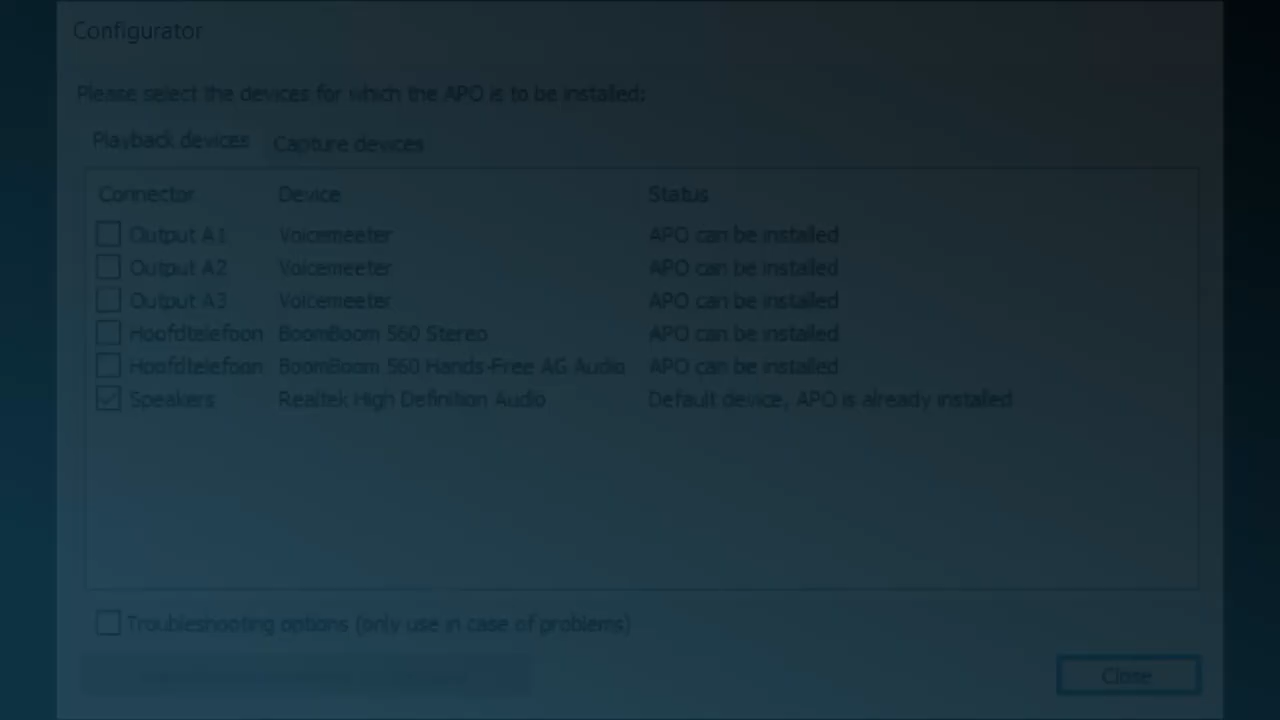 Configurator
Please select the devices for which the APO is to be installed:
Playback devices Capture devices
Connector Device Status
Output A1 Voicemeeter APO can be installed
Output A2 Voicemeeter APO can be installed
Output A3 Voicemeeter APO can be installed
Hoofdtelefoon BoomBoom 560 Stereo APO can be installed
Hoofdtelefoon BoomBoom 560 Hands-Free AG Audio APO can be installed
Speakers Realtek High Definition Audio Default device, APO is already installed
Troubleshooting options (only use in case of problems)
Close